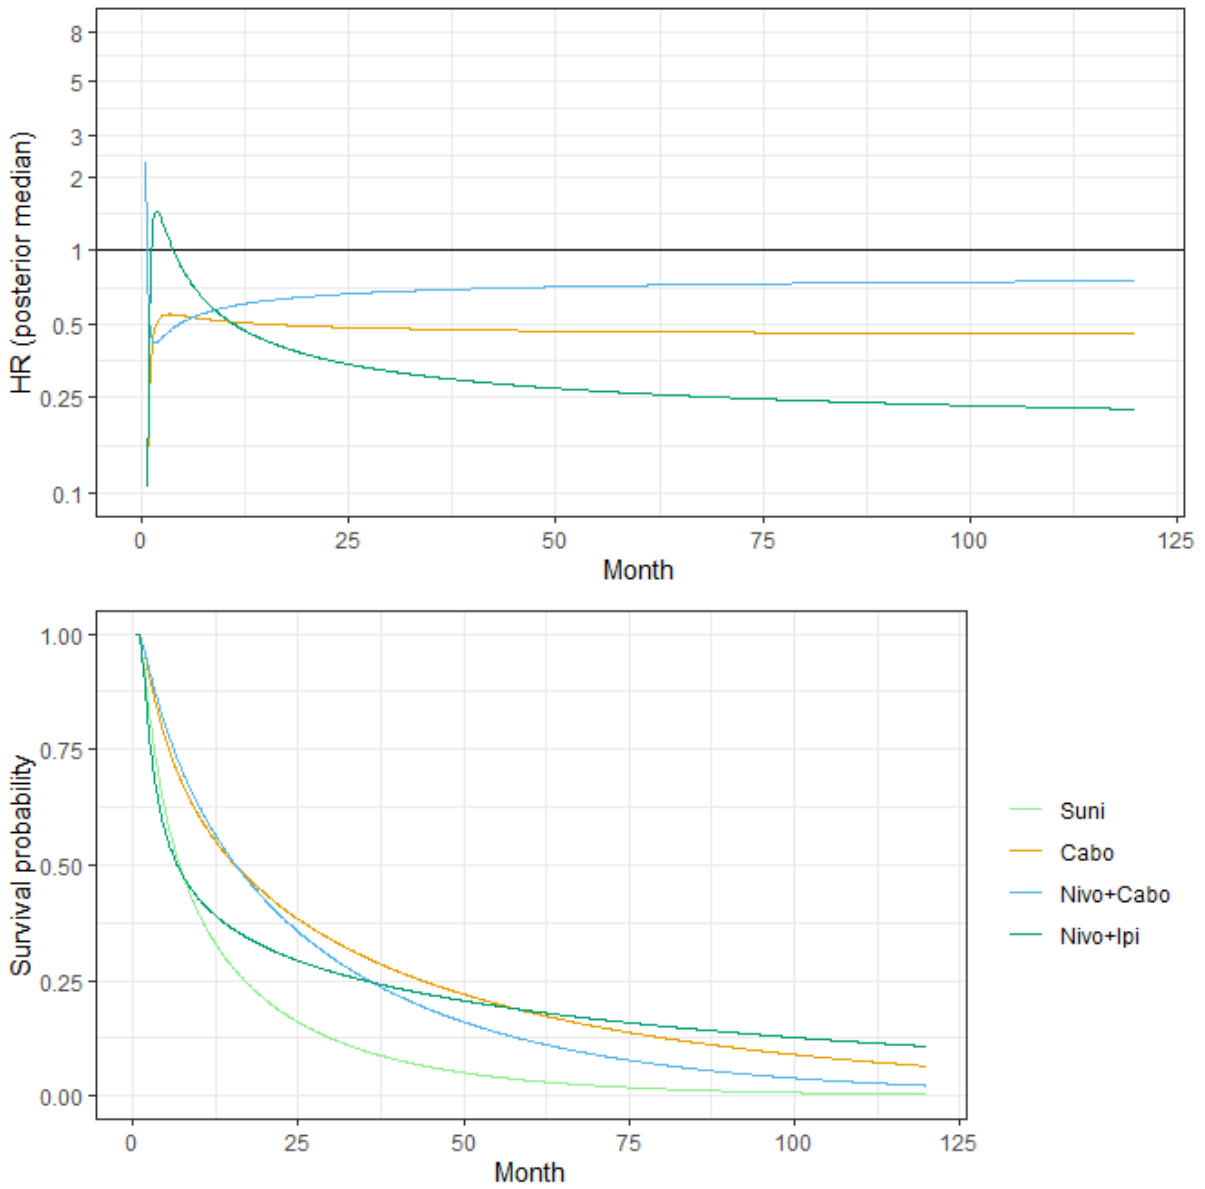 HR (posterior median)
8
5
3
2
1
0.5
0.25
0.1
0 25 50 75 100 125
Month
Survival probability
1.00
0.75
0.50
0.25
0.00
0 25 50 75 100 125
Month
Suni
Cabo
Nivo+Cabo
Nivo+Ipi